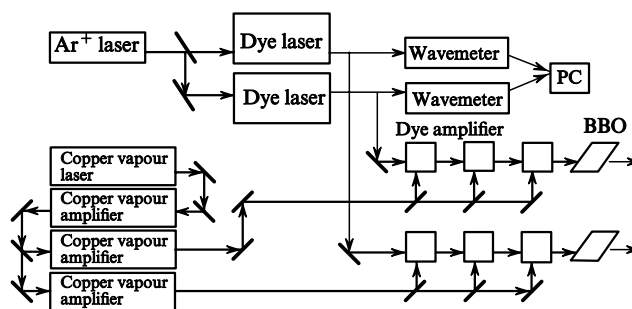 Ar+ laser
Dye laser
Wavemeter
PC
Dye laser
Wavemeter
Dye amplifier
BBO
Copper vapour
laser
Copper vapour
amplifier
Copper vapour
amplifier
Copper vapour
amplifier